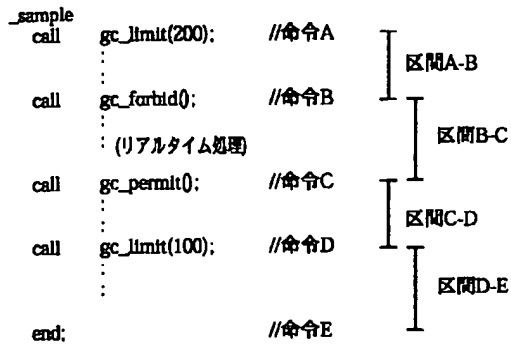 _sample
call gc_limit(200); //命令A
区間A-B
call gc_forbid(); //命令B
(リアルタイム処理)
区間B-C
call gc_permit(); //命令C
区間C-D
call gc_limit(100); //命令D
区間D-E
end; //命令E